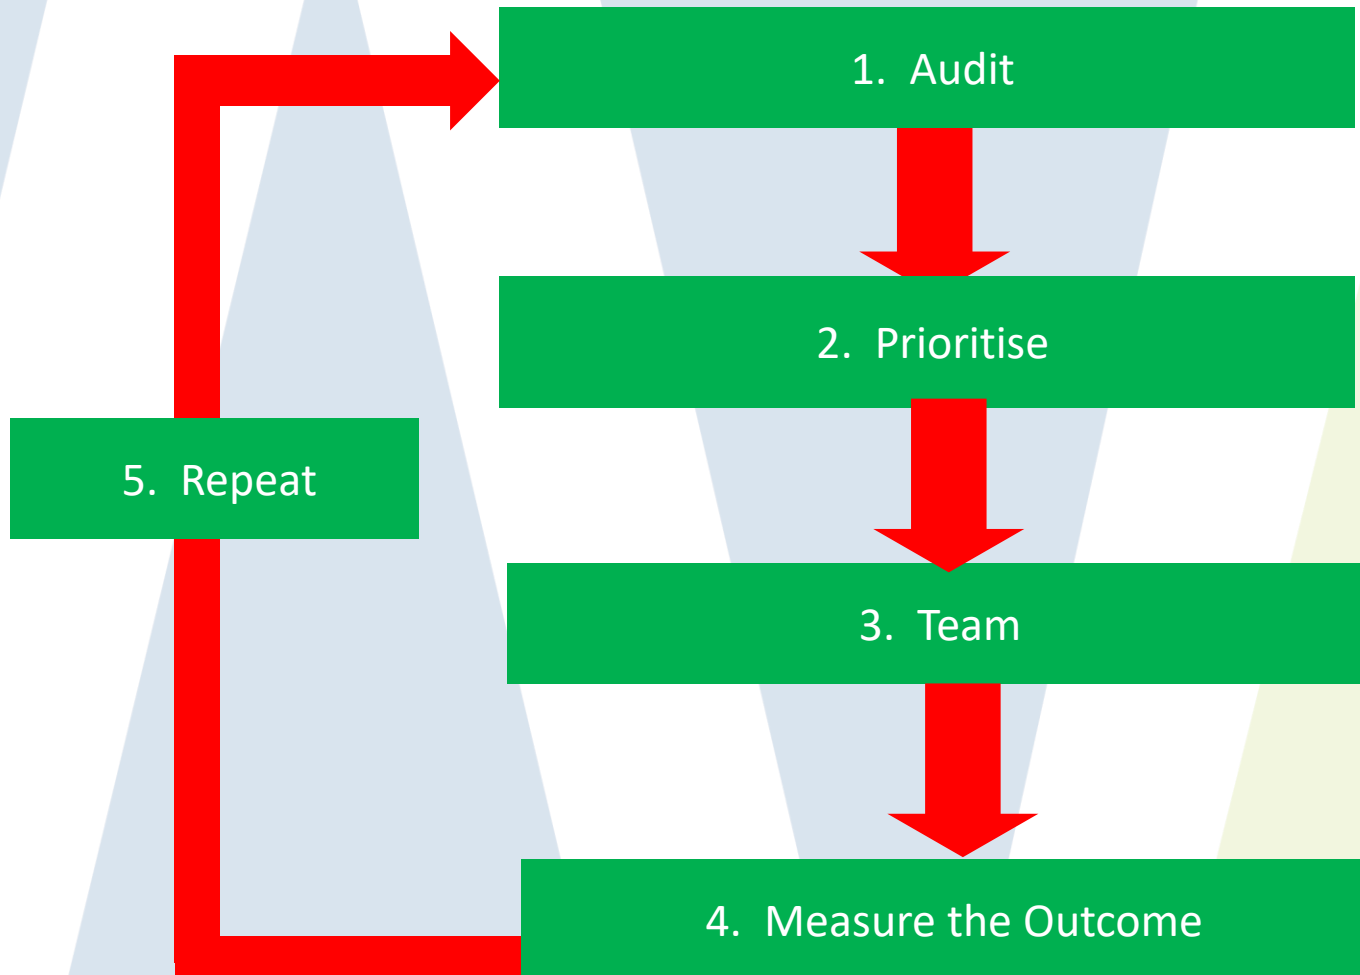 1. Audit
2. Prioritise
5. Repeat
3. Team
4. Measure the Outcome